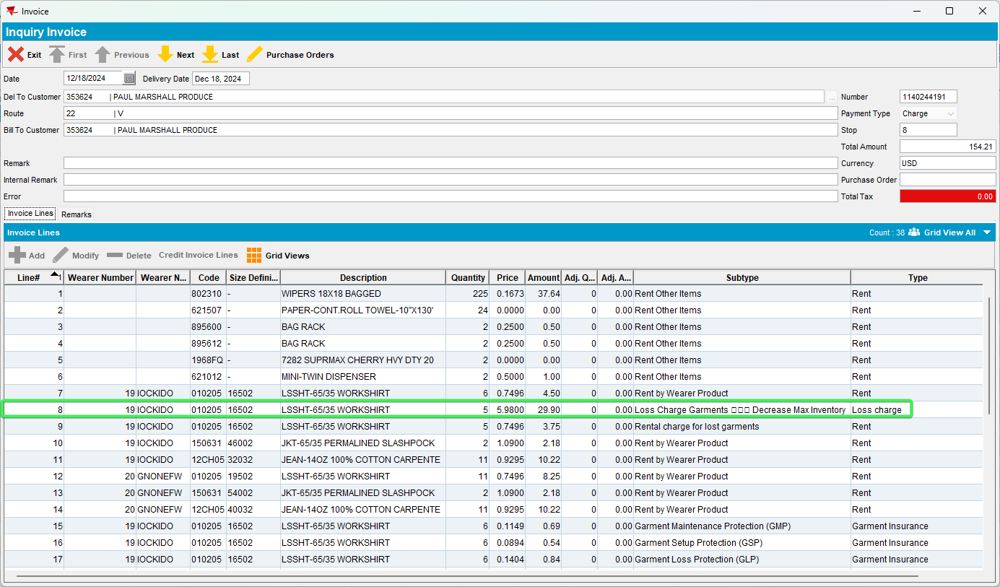 Invoice
Inquiry Invoice
Exit First Previous Next Last Purchase Orders
Date 12/18/2024 Delivery Date Dec 18, 2024
Del To Customer 353624 | PAUL MARSHALL PRODUCE ... Number 1140244191
Route 22 | V Payment Type Charge
Bill To Customer 353624 | PAUL MARSHALL PRODUCE Stop 8
Total Amount 154.21
Remark Currency USD
Internal Remark Purchase Order
Error Total Tax 0.00
Invoice Lines Remarks
Invoice Lines Count : 38 Grid View All
Add Modify Delete Credit Invoice Lines Grid Views
Line# 1 Wearer Number Wearer N... Code Size Defini... Description Quantity Price Amount Adj. Q... Adj. A... Subtype Type
1 802310 - WIPERS 18X18 BAGGED 225 0.1673 37.64 0 0.00 Rent Other Items Rent
2 621507 - PAPER-CONT.ROLL TOWEL-10"X130' 24 0.0000 0.00 0 0.00 Rent Other Items Rent
3 895600 - BAG RACK 2 0.2500 0.50 0 0.00 Rent Other Items Rent
4 895612 - BAG RACK 2 0.2500 0.50 0 0.00 Rent Other Items Rent
5 1968FQ - 7282 SUPRMAX CHERRY HVY DTY 20 2 0.0000 0.00 0 0.00 Rent Other Items Rent
6 621012 - MINI-TWIN DISPENSER 2 0.5000 1.00 0 0.00 Rent Other Items Rent
7 19 IOCKIDO 010205 16502 LSSHT-65/35 WORKSHIRT 6 0.7496 4.50 0 0.00 Rent by Wearer Product Rent
8 19 IOCKIDO 010205 16502 LSSHT-65/35 WORKSHIRT 5 5.9800 29.90 0 0.00 Loss Charge Garments □□□ Decrease Max Inventory Loss charge
9 19 IOCKIDO 010205 16502 LSSHT-65/35 WORKSHIRT 5 0.7496 3.75 0 0.00 Rental charge for lost garments Rent
10 19 IOCKIDO 150631 46002 JKT-65/35 PERMALINED SLASHPOCK 2 1.0900 2.18 0 0.00 Rent by Wearer Product Rent
11 19 IOCKIDO 12CH05 32032 JEAN-14OZ 100% COTTON CARPENTE 11 0.9295 10.22 0 0.00 Rent by Wearer Product Rent
12 20 GNONEFW 010205 19502 LSSHT-65/35 WORKSHIRT 11 0.7496 8.25 0 0.00 Rent by Wearer Product Rent
13 20 GNONEFW 150631 54002 JKT-65/35 PERMALINED SLASHPOCK 2 1.0900 2.18 0 0.00 Rent by Wearer Product Rent
14 20 GNONEFW 12CH05 40032 JEAN-14OZ 100% COTTON CARPENTE 11 0.9295 10.22 0 0.00 Rent by Wearer Product Rent
15 19 IOCKIDO 010205 16502 LSSHT-65/35 WORKSHIRT 6 0.1149 0.69 0 0.00 Garment Maintenance Protection (GMP) Garment Insurance
16 19 IOCKIDO 010205 16502 LSSHT-65/35 WORKSHIRT 6 0.0894 0.54 0 0.00 Garment Setup Protection (GSP) Garment Insurance
17 19 IOCKIDO 010205 16502 LSSHT-65/35 WORKSHIRT 6 0.1404 0.84 0 0.00 Garment Loss Protection (GLP) Garment Insurance